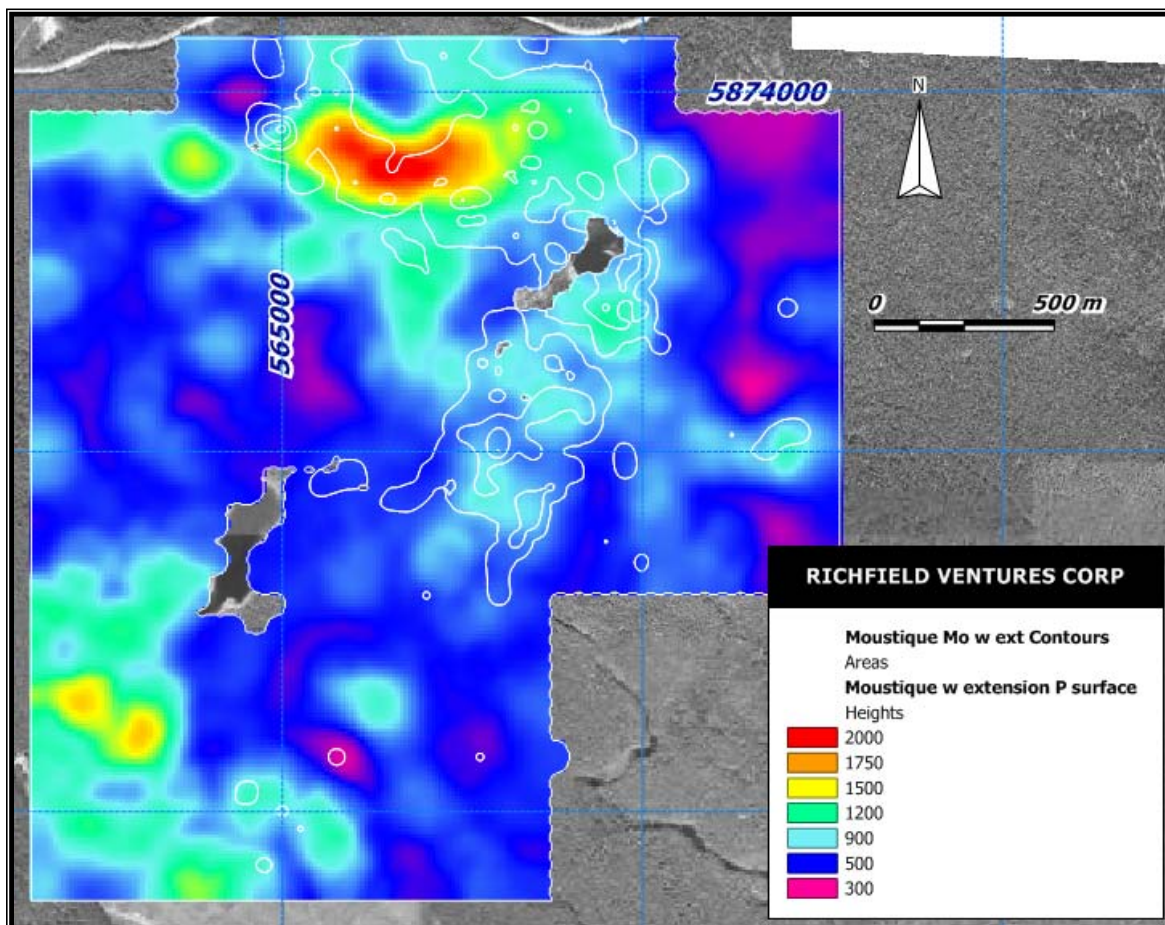 5874000
N
565000
0 500 m
RICHFIELD VENTURES CORP
Moustique Mo w ext Contours
Areas
Moustique w extension P surface
Heights
2000
1750
1500
1200
900
500
300